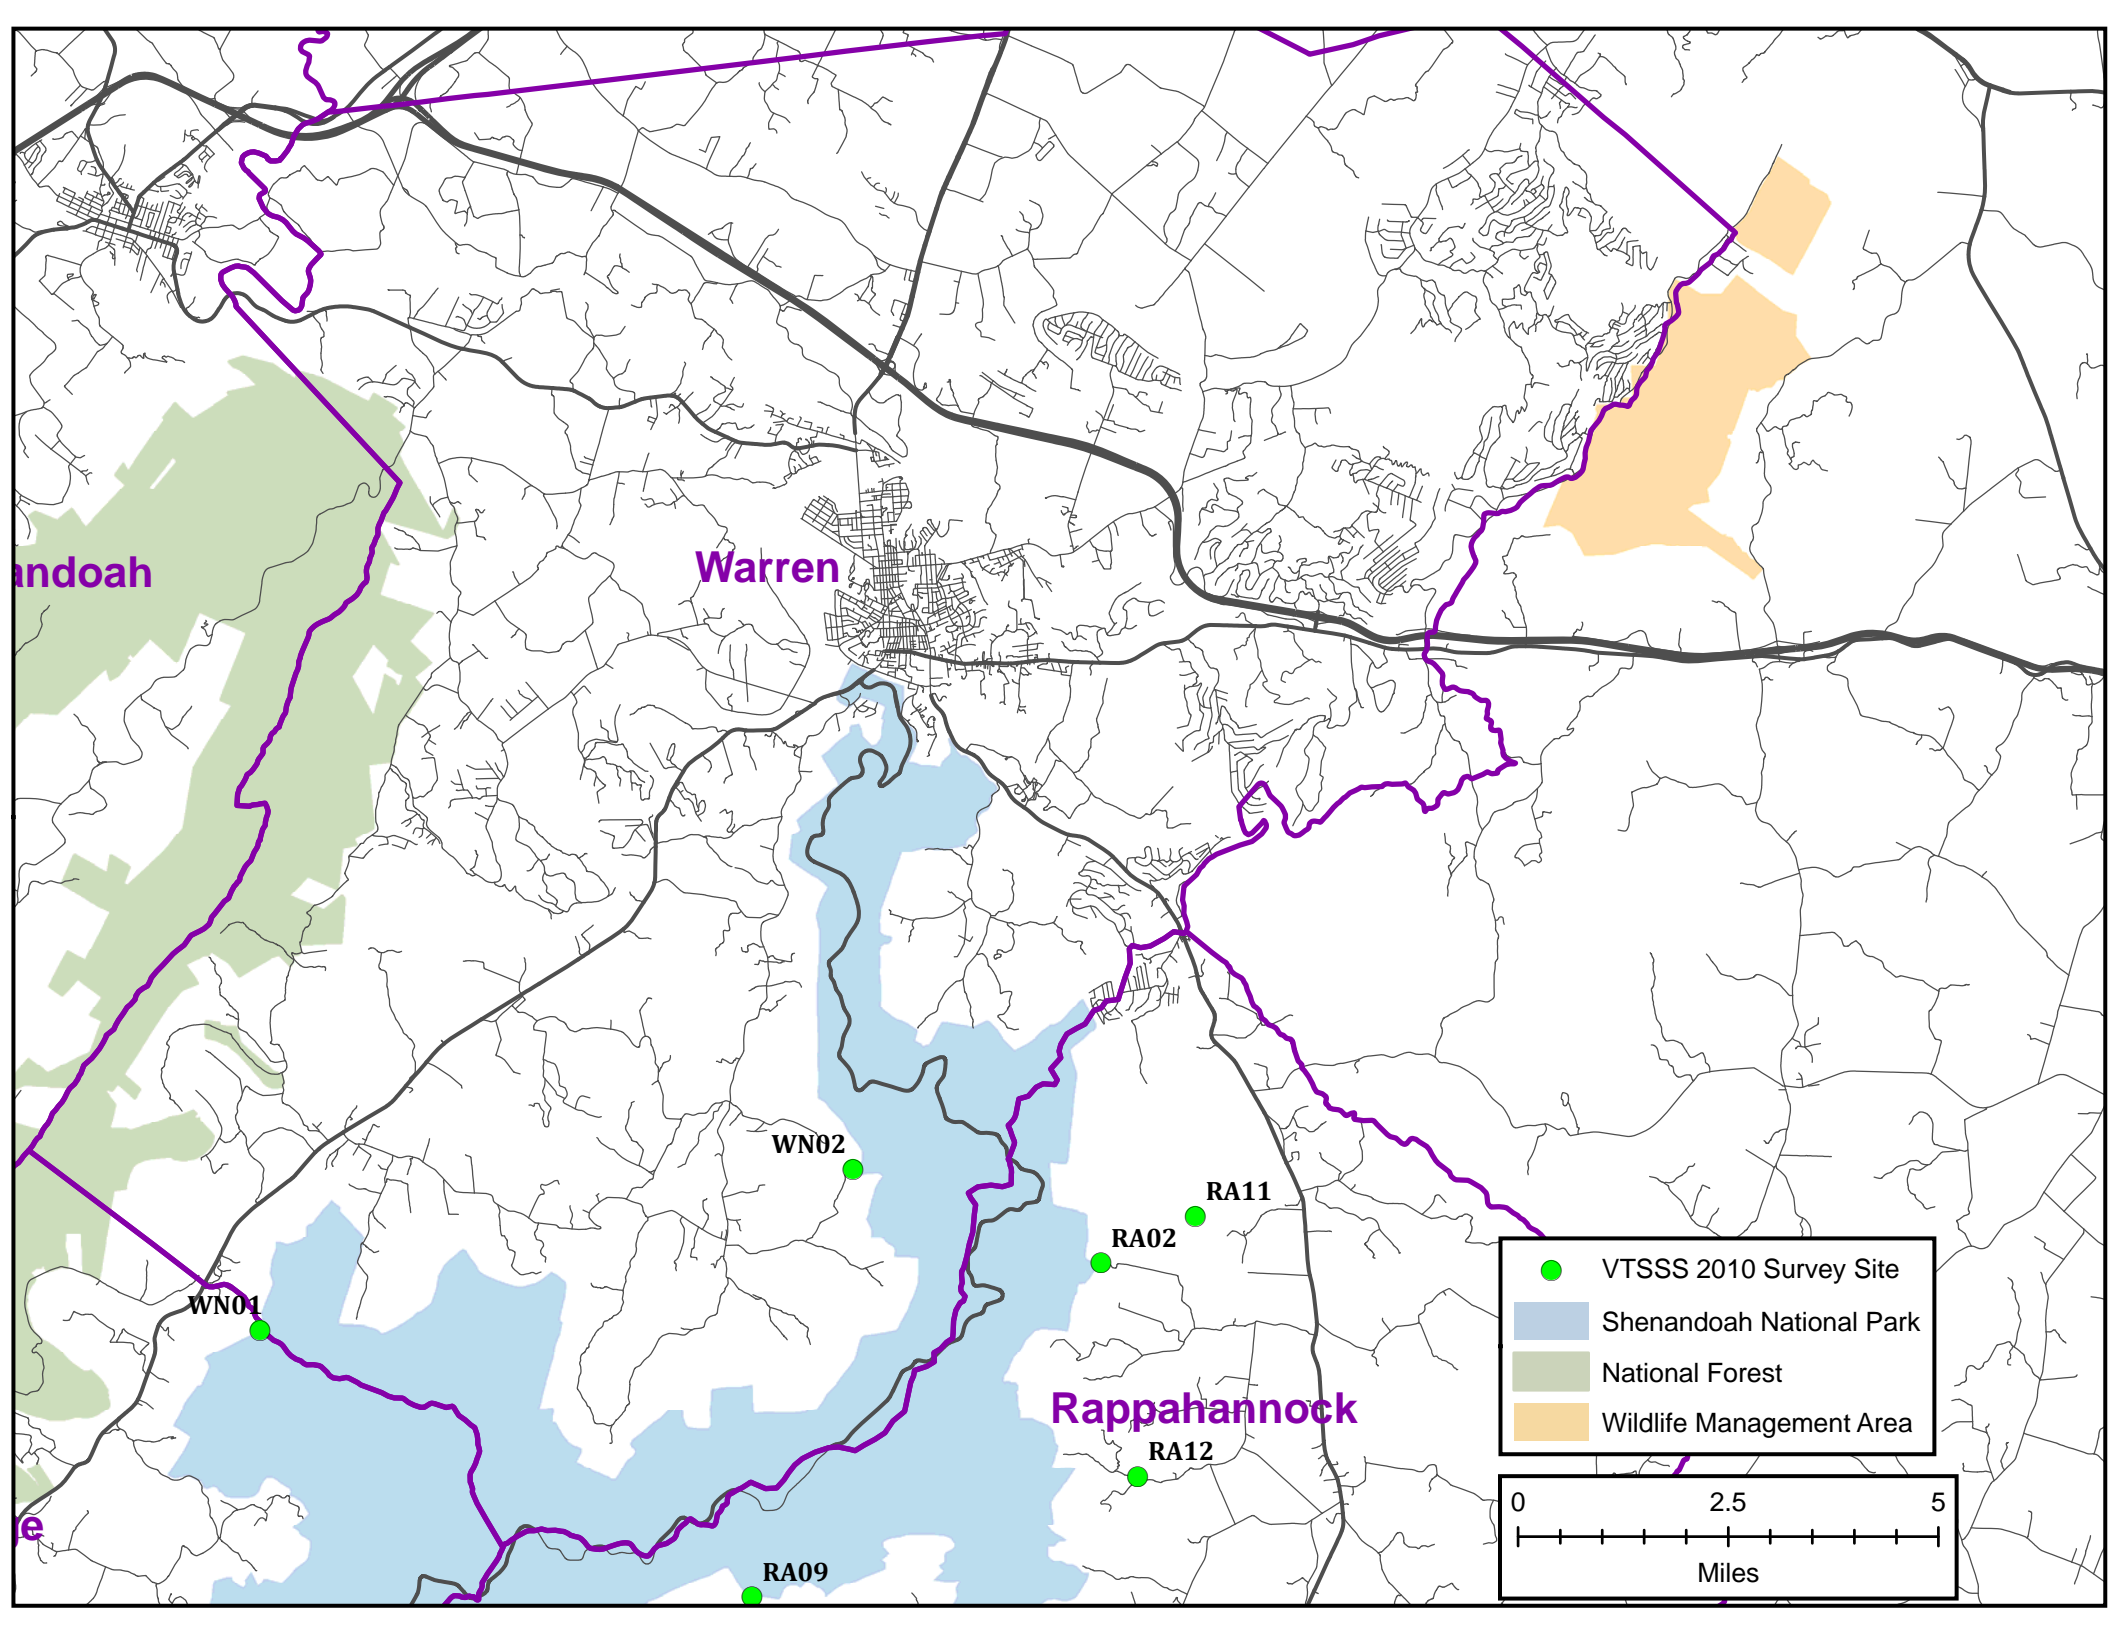 andoah
Warren
WN02
RA11
RA02
WN01
Rappahannock
RA12
RA09
e
VTSSS 2010 Survey Site
Shenandoah National Park
National Forest
Wildlife Management Area
0 2.5 5
Miles